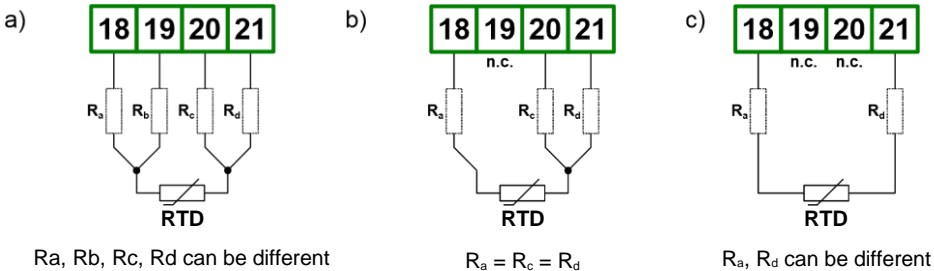 a) 18 19 20 21
Ra Rb Rc Rd
RTD
Ra, Rb, Rc, Rd can be different
b) 18 19 20 21
n.c.
Ra Rc Rd
RTD
Ra = Rc = Rd
c) 18 19 20 21
n.c. n.c.
Ra Rd
RTD
Ra, Rd can be different